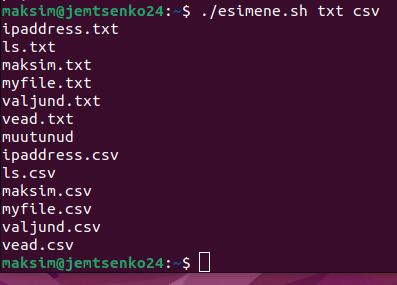 maksim@jemtsenko24:~$ ./esimene.sh txt csv
ipaddress.txt
ls.txt
maksim.txt
myfile.txt
valjund.txt
vead.txt
muutunud
ipaddress.csv
ls.csv
maksim.csv
myfile.csv
valjund.csv
vead.csv
maksim@jemtsenko24:~$